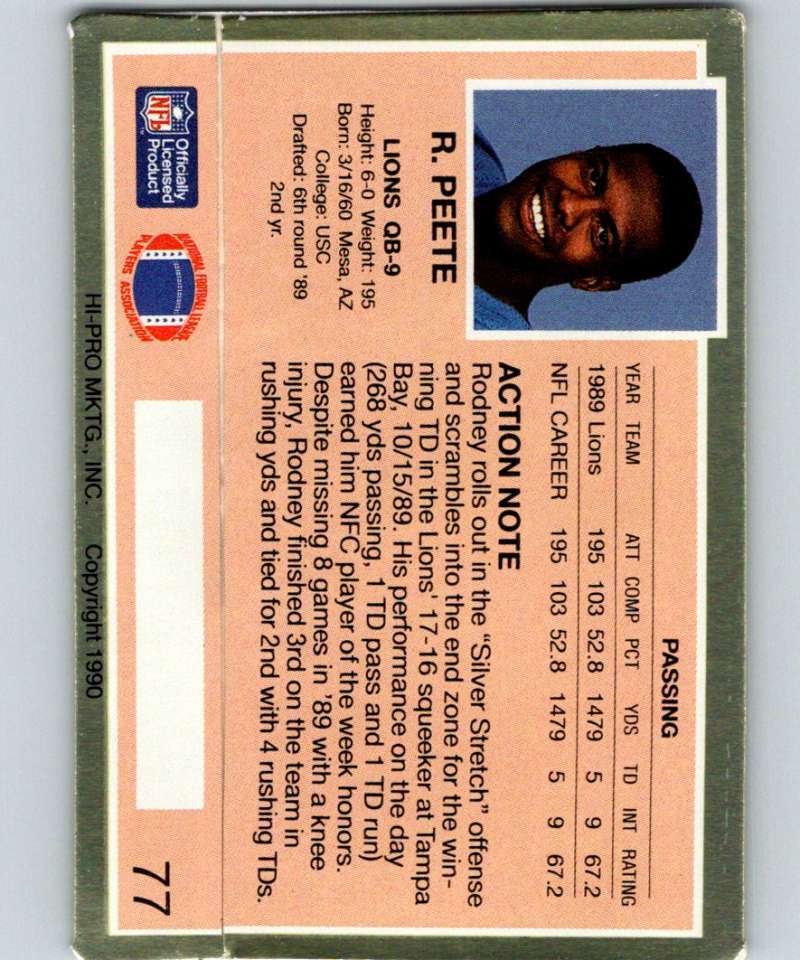 R. PEETE
LIONS QB-9
Height: 6-0 Weight: 195
Born: 3/16/60 Mesa, AZ
College: USC
Drafted: 6th round '89
2nd yr.
NFL
Officially
Licensed
Product
NATIONAL FOOTBALL LEAGUE
PLAYERS ASSOCIATION
PASSING
YEAR TEAM ATT COMP PCT YDS TD INT RATING
1989 Lions 195 103 52.8 1479 5 9 67.2
NFL CAREER 195 103 52.8 1479 5 9 67.2
ACTION NOTE
Rodney rolls out in the "Silver Stretch" offense
and scrambles into the end zone for the win-
ning TD in the Lions' 17-16 squeeker at Tampa
Bay, 10/15/89. His performance on the day
(268 yds passing, 1 TD pass and 1 TD run)
earned him NFC player of the week honors.
Despite missing 8 games in '89 with a knee
injury, Rodney finished 3rd on the team in
rushing yds and tied for 2nd with 4 rushing TDs.
77
HI-PRO MKTG., INC. Copyright 1990